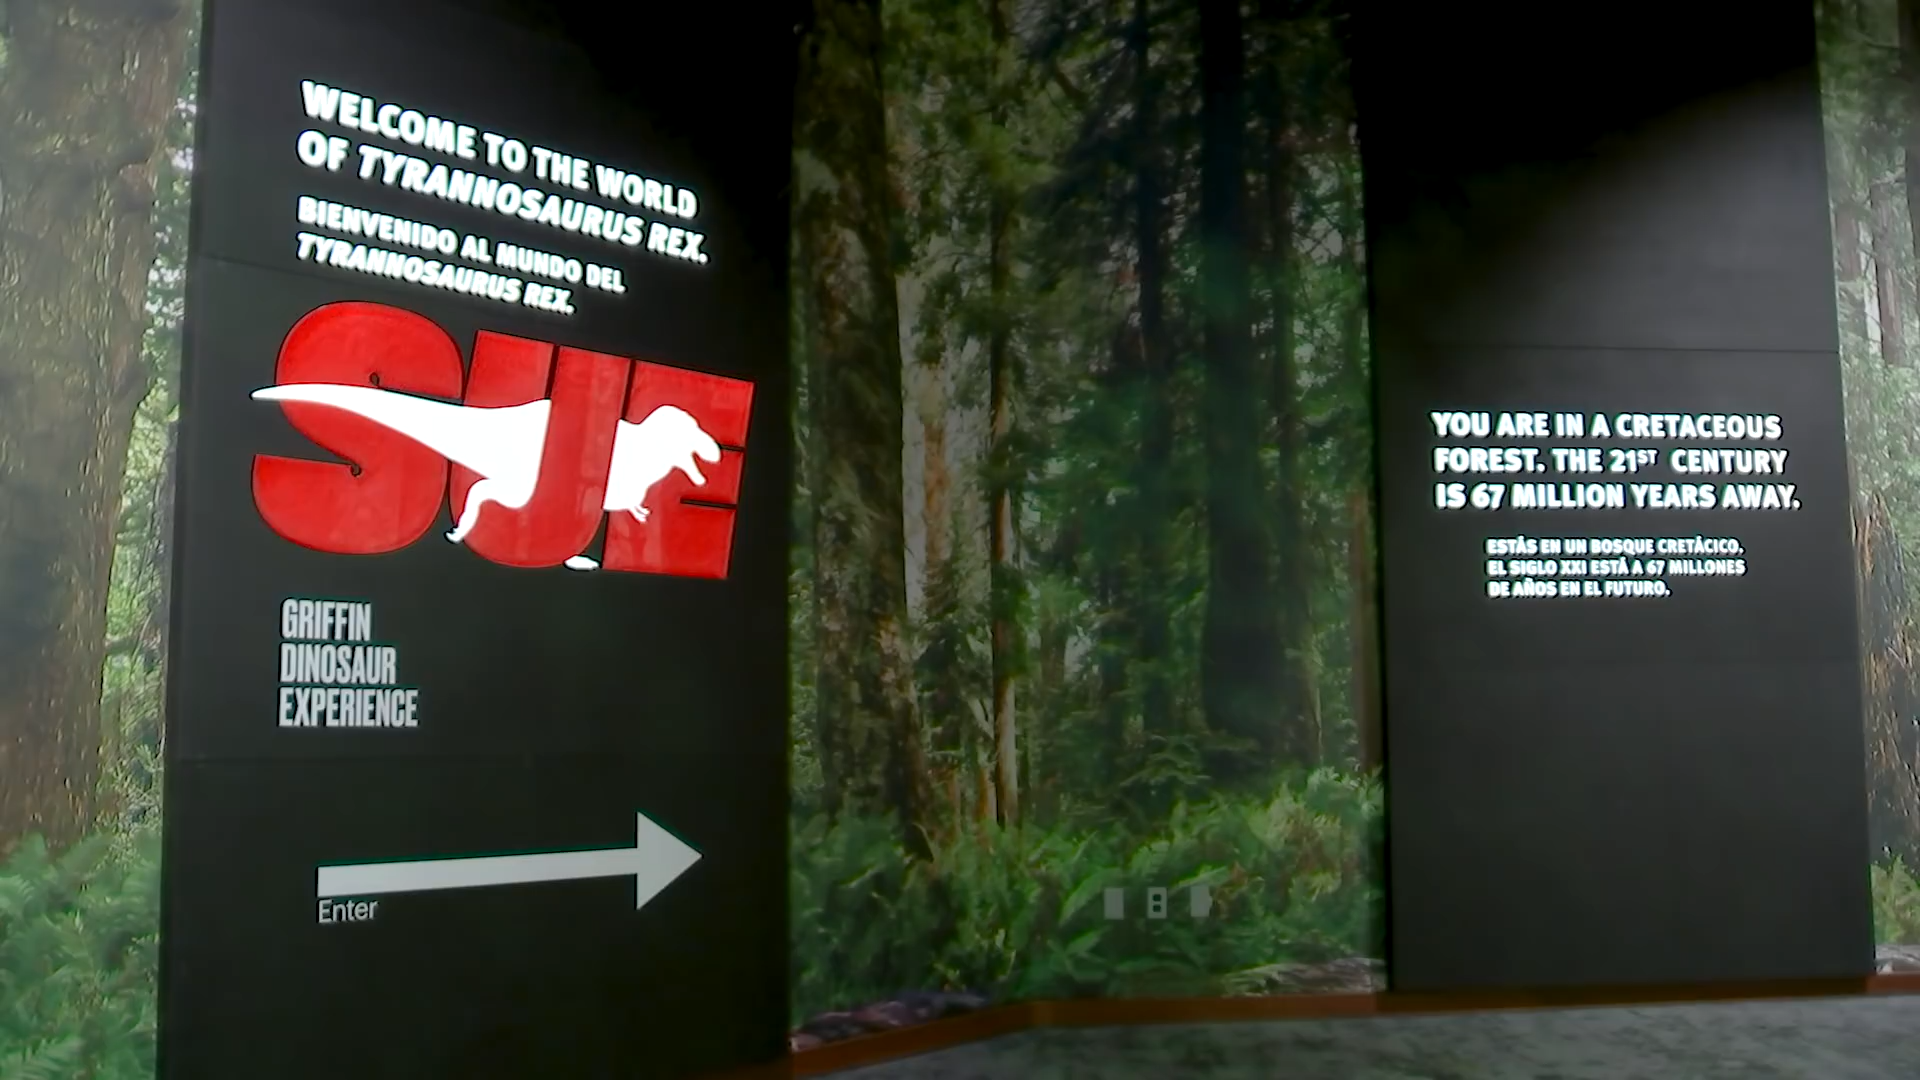 WELCOME TO THE WORLD
OF TYRANNOSAURUS REX.
BIENVENIDO AL MUNDO DEL
TYRANNOSAURUS REX.
SUE
GRIFFIN
DINOSAUR
EXPERIENCE
Enter
YOU ARE IN A CRETACEOUS
FOREST. THE 21ST CENTURY
IS 67 MILLION YEARS AWAY.
ESTÁS EN UN BOSQUE CRETÁCICO.
EL SIGLO XXI ESTÁ A 67 MILLONES
DE AÑOS EN EL FUTURO.